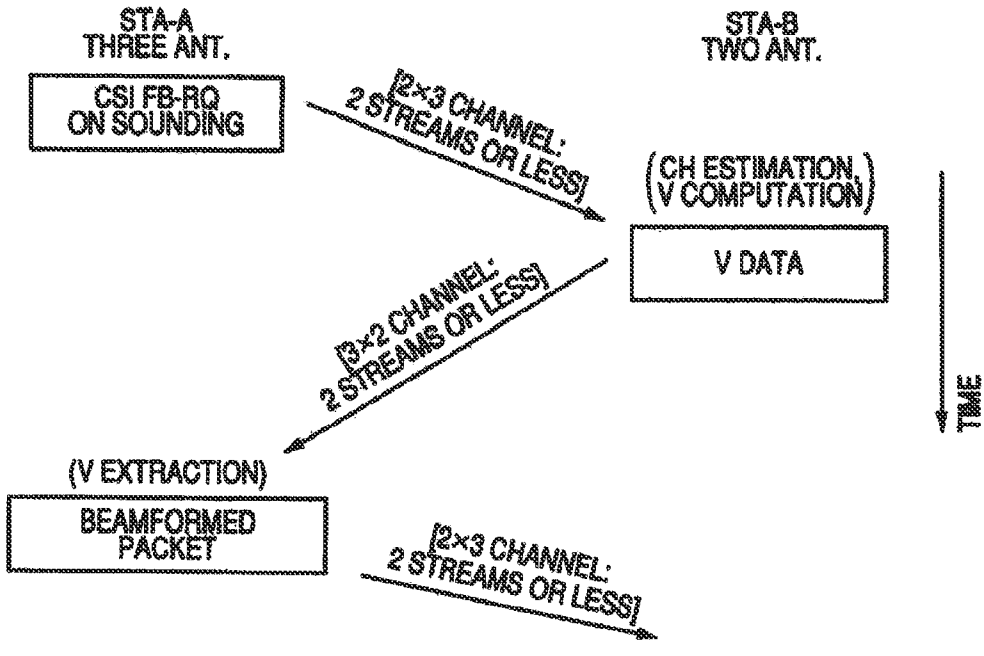 STA-A
THREE ANT.
STA-B
TWO ANT.
CSI FB-RQ
ON SOUNDING
[2×3 CHANNEL:
2 STREAMS OR LESS]
(CH ESTIMATION,
V COMPUTATION)
V DATA
[3×2 CHANNEL:
2 STREAMS OR LESS]
TIME
(V EXTRACTION)
BEAMFORMED
PACKET
[2×3 CHANNEL:
2 STREAMS OR LESS]